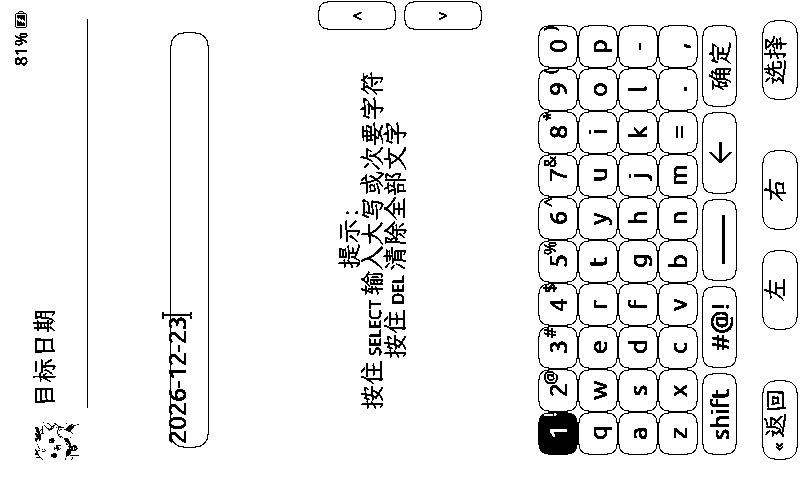 81%
目标日期
2026-12-23
提示：
按住 SELECT 输入大写或次要字符
按住 DEL 清除全部文字
>
<
1! 2@ 3# 4$ 5% 6^ 7& 8* 9( 0)
q w e r t y u i o p
a s d f g h j k l -
z x c v b n m = . ,
shift #@! ← 确定
« 返回 左 右 选择